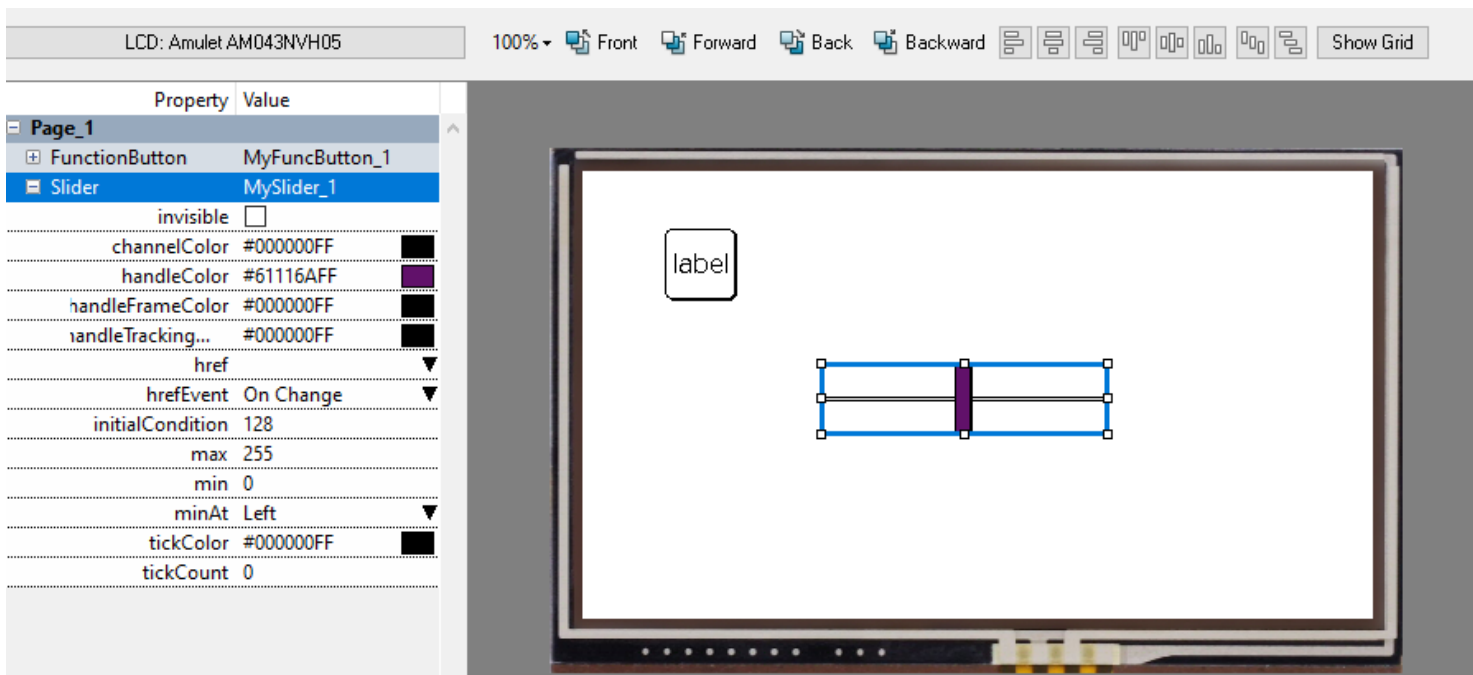 LCD: Amulet AM043NVH05
100% Front Forward Back Backward Show Grid
Property Value
Page_1
FunctionButton MyFuncButton_1
Slider MySlider_1
invisible
channelColor #000000FF
handleColor #61116AFF
handleFrameColor #000000FF
handleTracking... #000000FF
href
hrefEvent On Change
initialCondition 128
max 255
min 0
minAt Left
tickColor #000000FF
tickCount 0
label